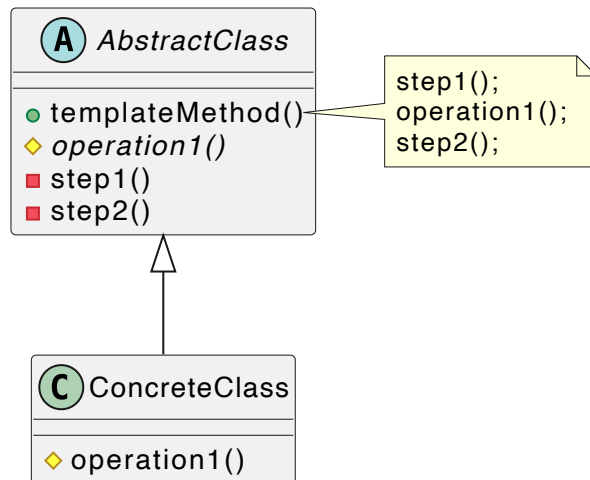 A AbstractClass
templateMethod()
operation1()
step1()
step2()
step1();
operation1();
step2();
C ConcreteClass
operation1()